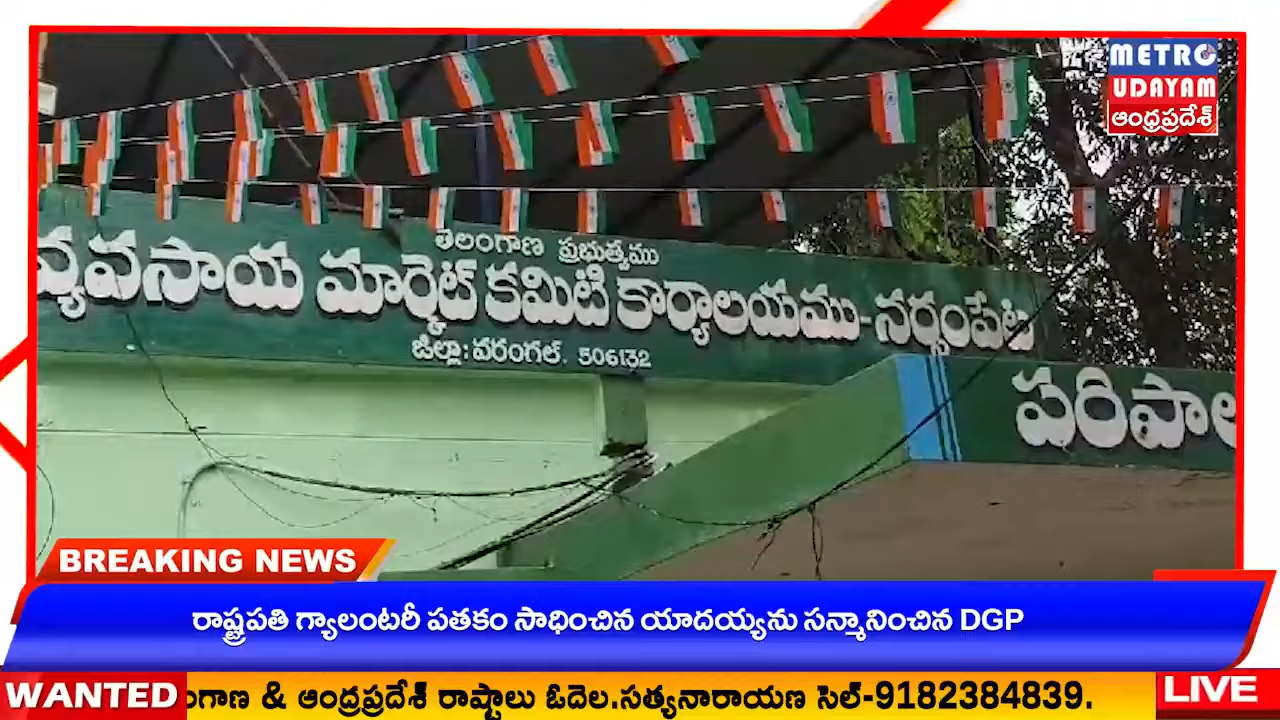 METRO
UDAYAM
ఆంధ్రప్రదేశ్
తెలంగాణ ప్రభుత్వము
వ్యవసాయ మార్కెట్ కమిటి కార్యాలయము-నర్సంపేట
జిల్లా: వరంగల్. 506132
పరిపాల
BREAKING NEWS
రాష్ట్రపతి గ్యాలంటరీ పతకం సాధించిన యాదయ్యను సన్మానించిన DGP
WANTED
ంగాణ & ఆంధ్రప్రదేశ్ రాష్ట్రాలు ఓదెల.సత్యనారాయణ సెల్-9182384839.
LIVE